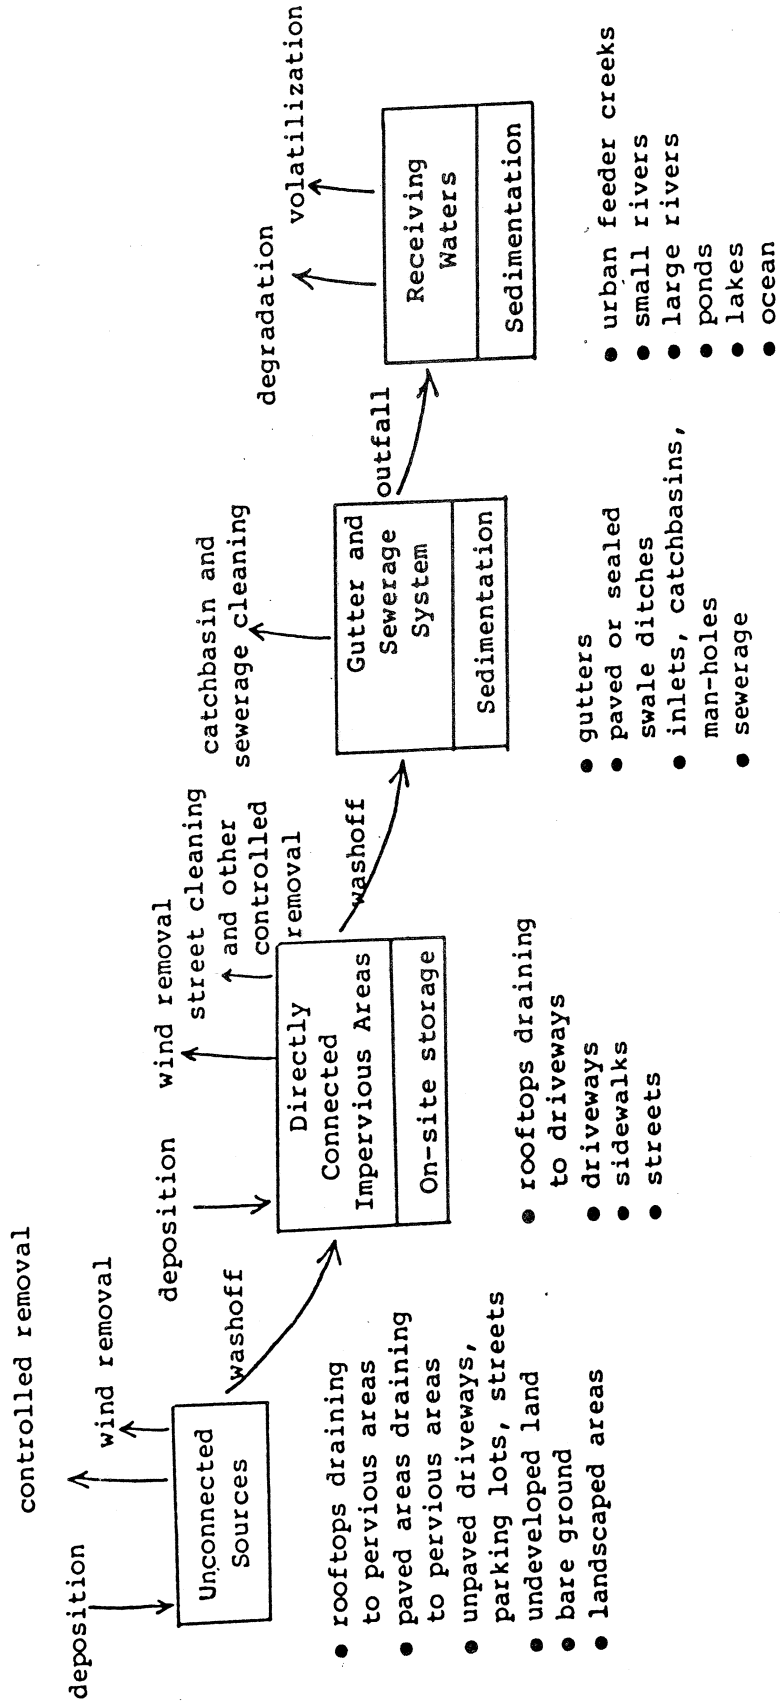 controlled removal
deposition
wind removal
Unconnected
Sources
washoff
● rooftops draining
to pervious areas
● paved areas draining
to pervious areas
● unpaved driveways,
parking lots, streets
● undeveloped land
● bare ground
● landscaped areas
deposition
wind removal
street cleaning
and other
controlled
removal
Directly
Connected
Impervious Areas
On-site storage
washoff
● rooftops draining
to driveways
● driveways
● sidewalks
● streets
catchbasin and
sewerage cleaning
Gutter and
Sewerage
System
Sedimentation
outfall
● gutters
● paved or sealed
swale ditches
● inlets, catchbasins,
man-holes
● sewerage
degradation
volatilization
Receiving
Waters
Sedimentation
● urban feeder creeks
● small rivers
● large rivers
● ponds
● lakes
● ocean